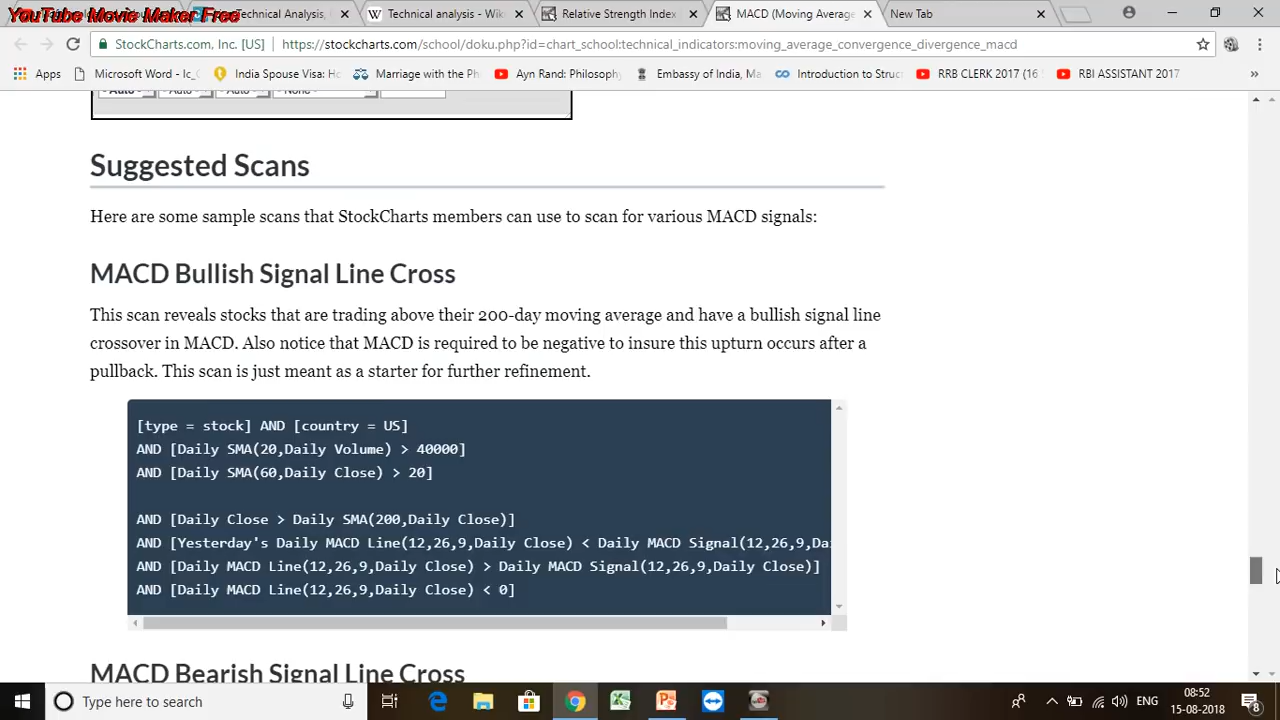 YouTube Movie Maker Free
Technical Analysis, 
Technical analysis - Wiki
Relative Strength Index
MACD (Moving Average
New Tab
StockCharts.com, Inc. [US]
https://stockcharts.com/school/doku.php?id=chart_school:technical_indicators:moving_average_convergence_divergence_macd
Apps
Microsoft Word - Ic_
India Spouse Visa: Ho
Marriage with the Ph
Ayn Rand: Philosoph
Embassy of India, Ma
Introduction to Struc
RRB CLERK 2017 (16
RBI ASSISTANT 2017
»
- Auto -
- Auto -
- Auto -
- None -
Suggested Scans
Here are some sample scans that StockCharts members can use to scan for various MACD signals:
MACD Bullish Signal Line Cross
This scan reveals stocks that are trading above their 200-day moving average and have a bullish signal line
crossover in MACD. Also notice that MACD is required to be negative to insure this upturn occurs after a
pullback. This scan is just meant as a starter for further refinement.
[type = stock] AND [country = US]
AND [Daily SMA(20,Daily Volume) > 40000]
AND [Daily SMA(60,Daily Close) > 20]
AND [Daily Close > Daily SMA(200,Daily Close)]
AND [Yesterday's Daily MACD Line(12,26,9,Daily Close) < Daily MACD Signal(12,26,9,Da
AND [Daily MACD Line(12,26,9,Daily Close) > Daily MACD Signal(12,26,9,Daily Close)]
AND [Daily MACD Line(12,26,9,Daily Close) < 0]
MACD Bearish Signal Line Cross
Type here to search
ENG
08:52
15-08-2018
8